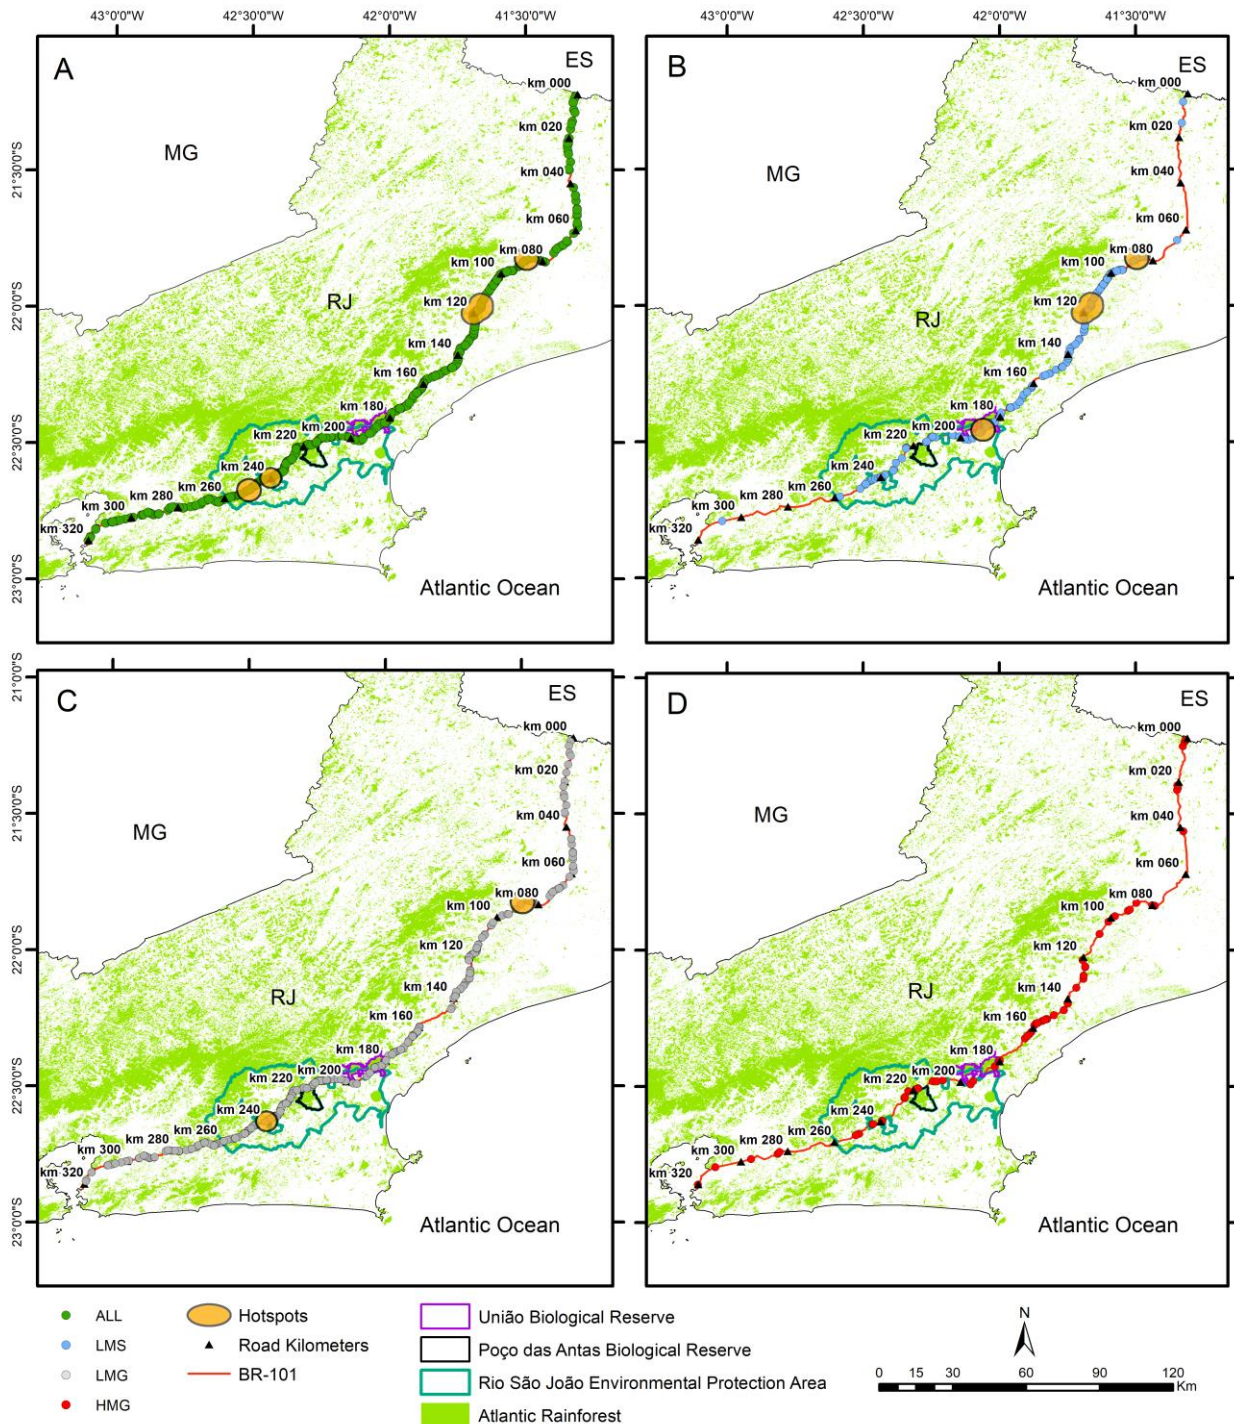 43°0'0"W 42°30'0"W 42°0'0"W 41°30'0"W
43°0'0"W 42°30'0"W 42°0'0"W 41°30'0"W
A
ES
km 000
km 020
MG
km 040
km 060
km 080
km 100
RJ
km 120
km 140
km 160
km 180
km 200
km 220
km 240
km 260
km 280
km 300
km 320
Atlantic Ocean
21°30'0"S
22°0'0"S
22°30'0"S
23°0'0"S
B
ES
km 000
km 020
MG
km 040
km 060
km 080
km 100
km 120
RJ
km 140
km 160
km 180
km 200
km 220
km 240
km 260
km 280
km 300
km 320
Atlantic Ocean
21°0'0"S
21°30'0"S
22°0'0"S
22°30'0"S
23°0'0"S
C
ES
km 000
km 020
MG
km 040
km 060
km 080
km 100
km 120
RJ
km 140
km 160
km 180
km 200
km 220
km 240
km 260
km 280
km 300
km 320
Atlantic Ocean
D
ES
km 000
km 020
MG
km 040
km 060
km 080
km 100
km 120
RJ
km 140
km 160
km 180
km 200
km 220
km 240
km 260
km 280
km 300
km 320
Atlantic Ocean
ALL
LMS
LMG
HMG
Hotspots
Road Kilometers
BR-101
União Biological Reserve
Poço das Antas Biological Reserve
Rio São João Environmental Protection Area
Atlantic Rainforest
N
0 15 30 60 90 120
Km